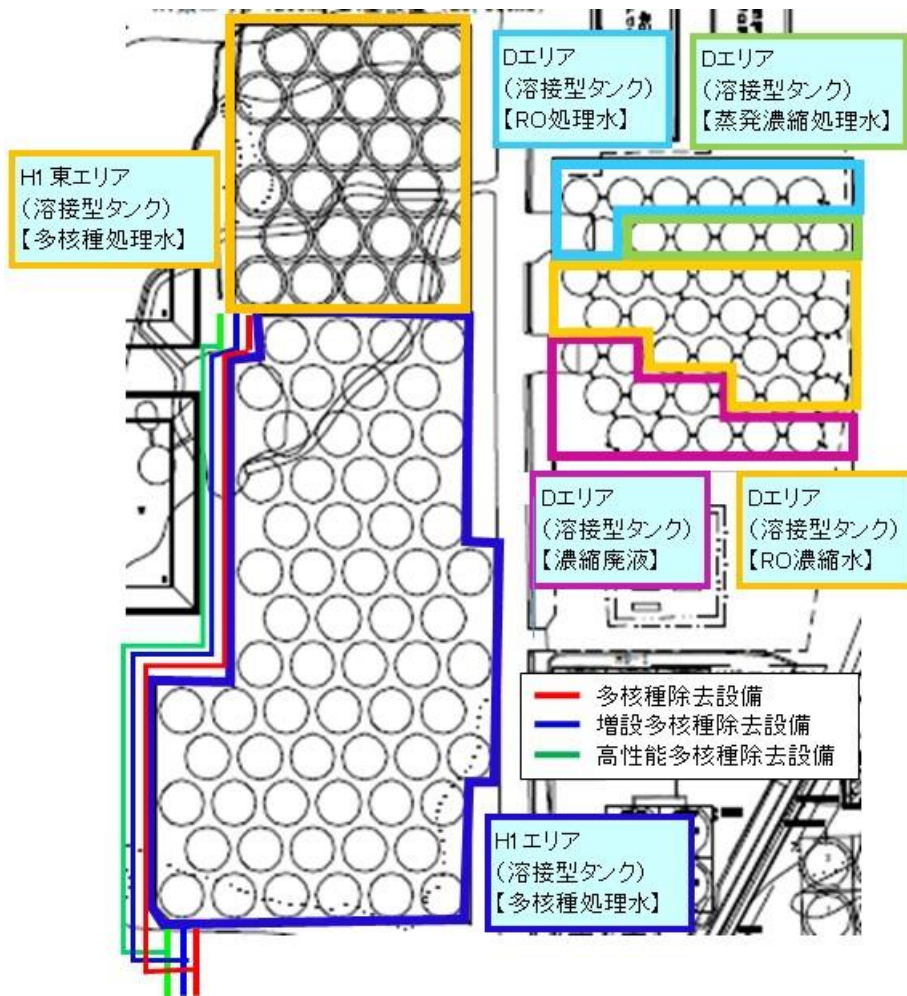 Dエリア
(溶接型タンク)
【RO処理水】
Dエリア
(溶接型タンク)
【蒸発濃縮処理水】
H1 東エリア
(溶接型タンク)
【多核種処理水】
Dエリア
(溶接型タンク)
【濃縮廃液】
Dエリア
(溶接型タンク)
【RO濃縮水】
多核種除去設備
増設多核種除去設備
高性能多核種除去設備
H1エリア
(溶接型タンク)
【多核種処理水】